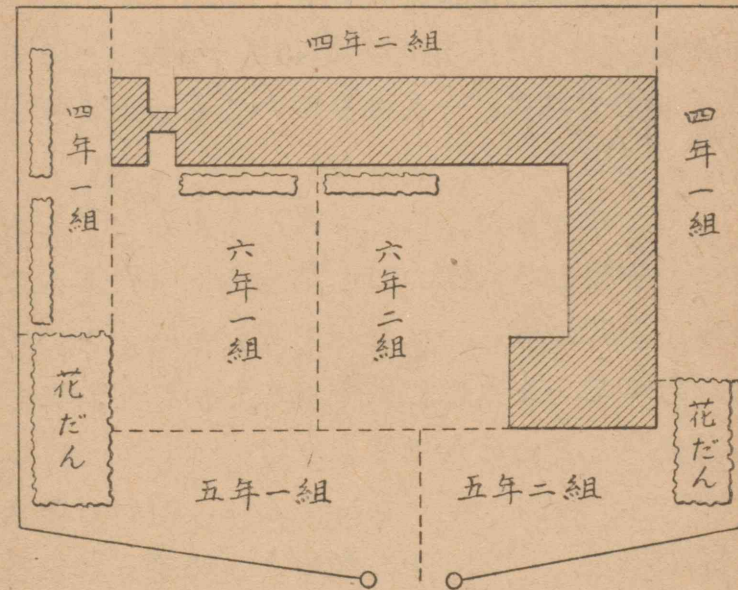 四年二組
四年一組
四年一組
六年一組
六年二組
花だん
花だん
五年一組
五年二組